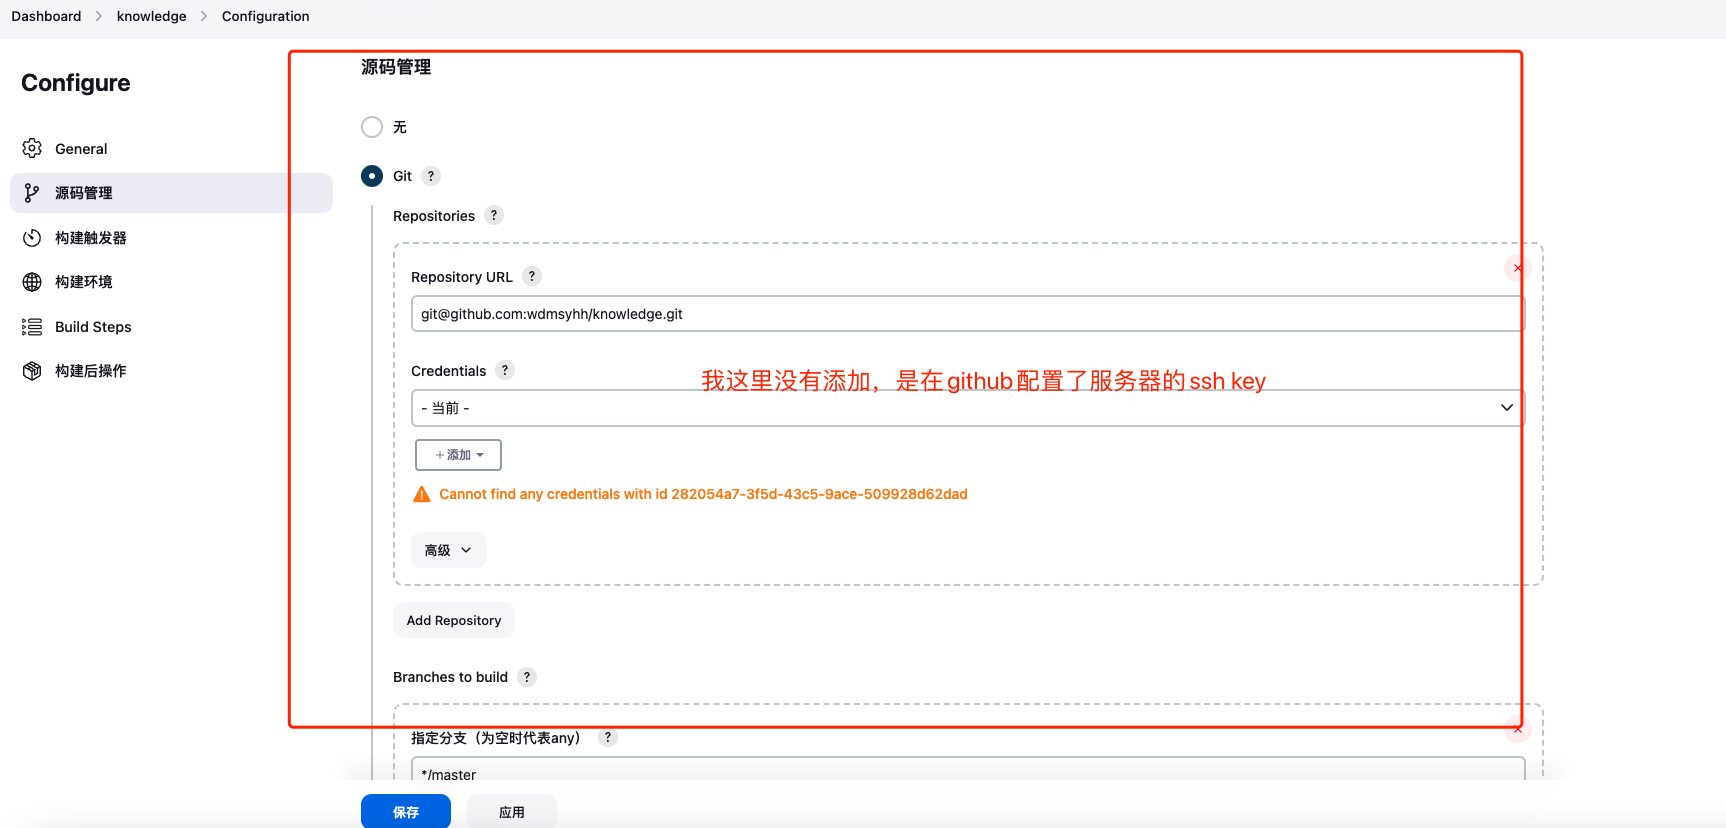 Dashboard > knowledge > Configuration
Configure
General
源码管理
构建触发器
构建环境
Build Steps
构建后操作
源码管理
无
Git ?
Repositories ?
×
Repository URL ?
git@github.com:wdmsyhh/knowledge.git
Credentials ?
我这里没有添加，是在github配置了服务器的ssh key
- 当前 -
+添加
Cannot find any credentials with id 282054a7-3f5d-43c5-9ace-509928d62dad
高级
Add Repository
Branches to build ?
×
指定分支（为空时代表any） ?
*/master
保存
应用